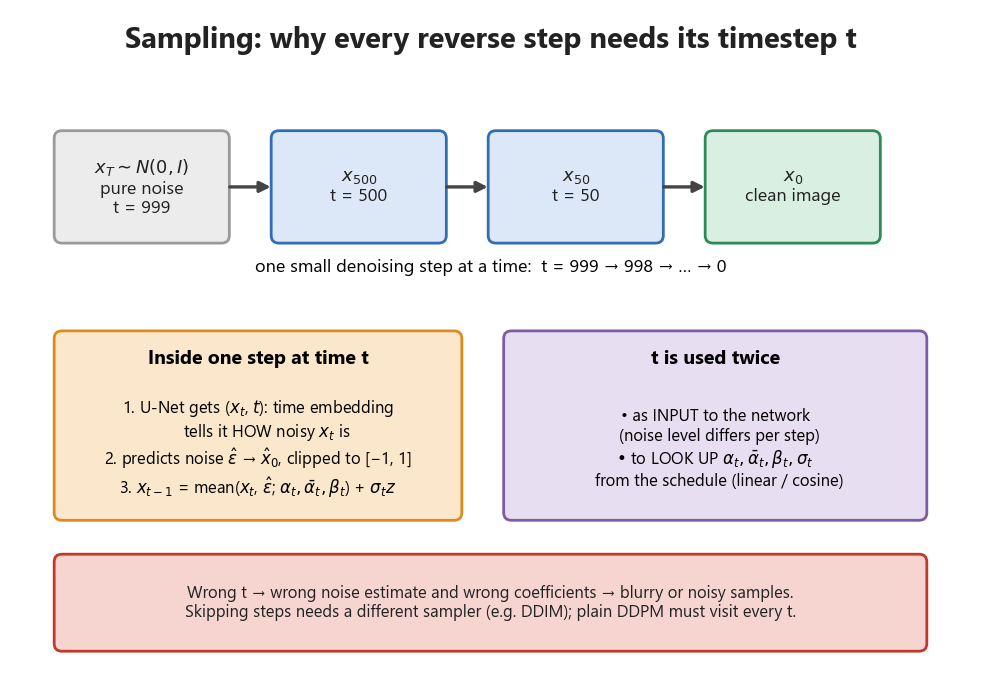 Sampling: why every reverse step needs its timestep t
x_T ~ N(0, I)
pure noise
t = 999
x_500
t = 500
x_50
t = 50
x_0
clean image
one small denoising step at a time:  t = 999 → 998 → ... → 0
Inside one step at time t
1. U-Net gets (x_t, t): time embedding
tells it HOW noisy x_t is
2. predicts noise ε̂ → x̂_0, clipped to [−1, 1]
3. x_{t−1} = mean(x_t, ε̂; α_t, ᾱ_t, β_t) + σ_t z
t is used twice
• as INPUT to the network
(noise level differs per step)
• to LOOK UP α_t, ᾱ_t, β_t, σ_t
from the schedule (linear / cosine)
Wrong t → wrong noise estimate and wrong coefficients → blurry or noisy samples.
Skipping steps needs a different sampler (e.g. DDIM); plain DDPM must visit every t.